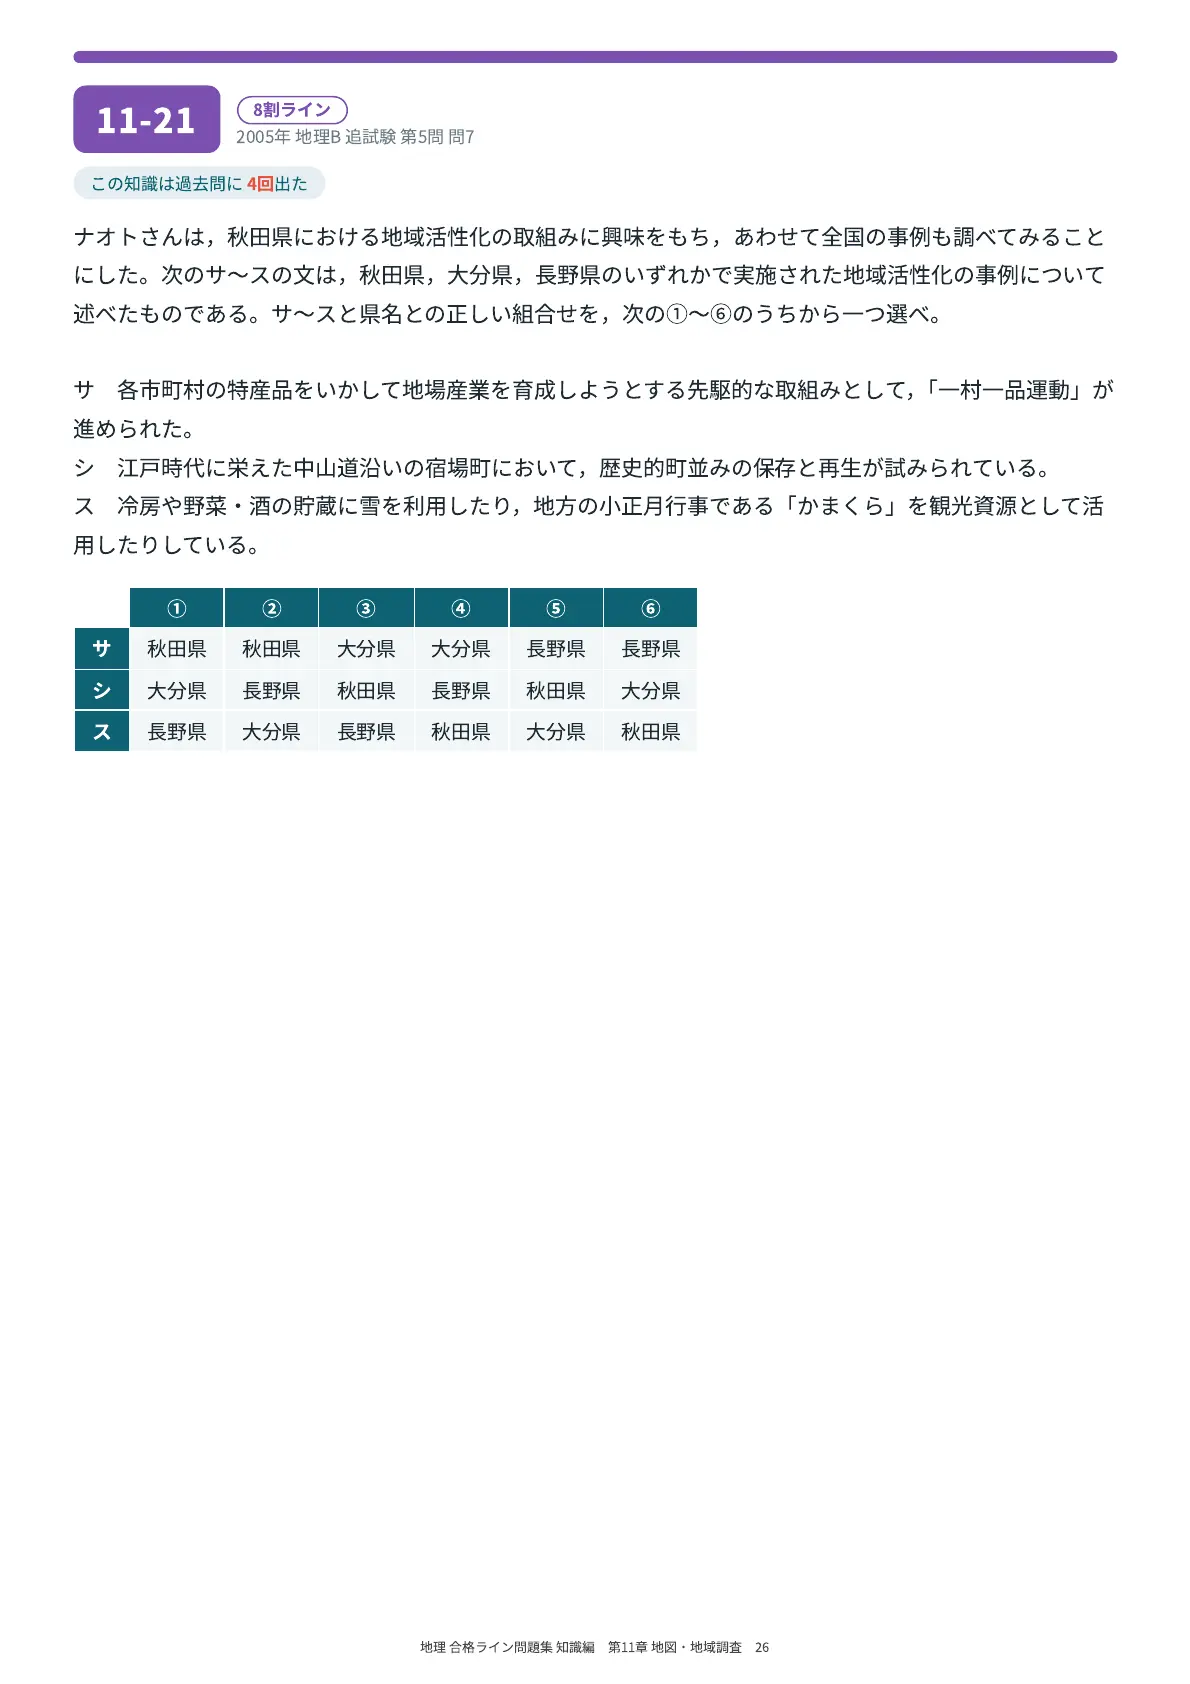 11-21
8割ライン
2005年 地理B 追試験 第5問 問7
この知識は過去問に 4回出た
ナオトさんは，秋田県における地域活性化の取組みに興味をもち，あわせて全国の事例も調べてみること
にした。次のサ～スの文は，秋田県，大分県，長野県のいずれかで実施された地域活性化の事例について
述べたものである。サ～スと県名との正しい組合せを，次の①～⑥のうちから一つ選べ。
サ　各市町村の特産品をいかして地場産業を育成しようとする先駆的な取組みとして，「一村一品運動」が
進められた。
シ　江戸時代に栄えた中山道沿いの宿場町において，歴史的町並みの保存と再生が試みられている。
ス　冷房や野菜・酒の貯蔵に雪を利用したり，地方の小正月行事である「かまくら」を観光資源として活
用したりしている。
① ② ③ ④ ⑤ ⑥
サ 秋田県 秋田県 大分県 大分県 長野県 長野県
シ 大分県 長野県 秋田県 長野県 秋田県 大分県
ス 長野県 大分県 長野県 秋田県 大分県 秋田県
地理 合格ライン問題集 知識編　第11章 地図・地域調査　26